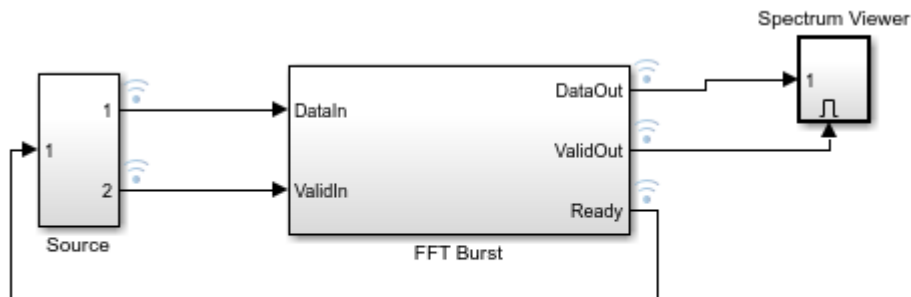 Spectrum Viewer
1
DataIn
DataOut
1
1
ValidIn
ValidOut
2
Ready
Source
FFT Burst